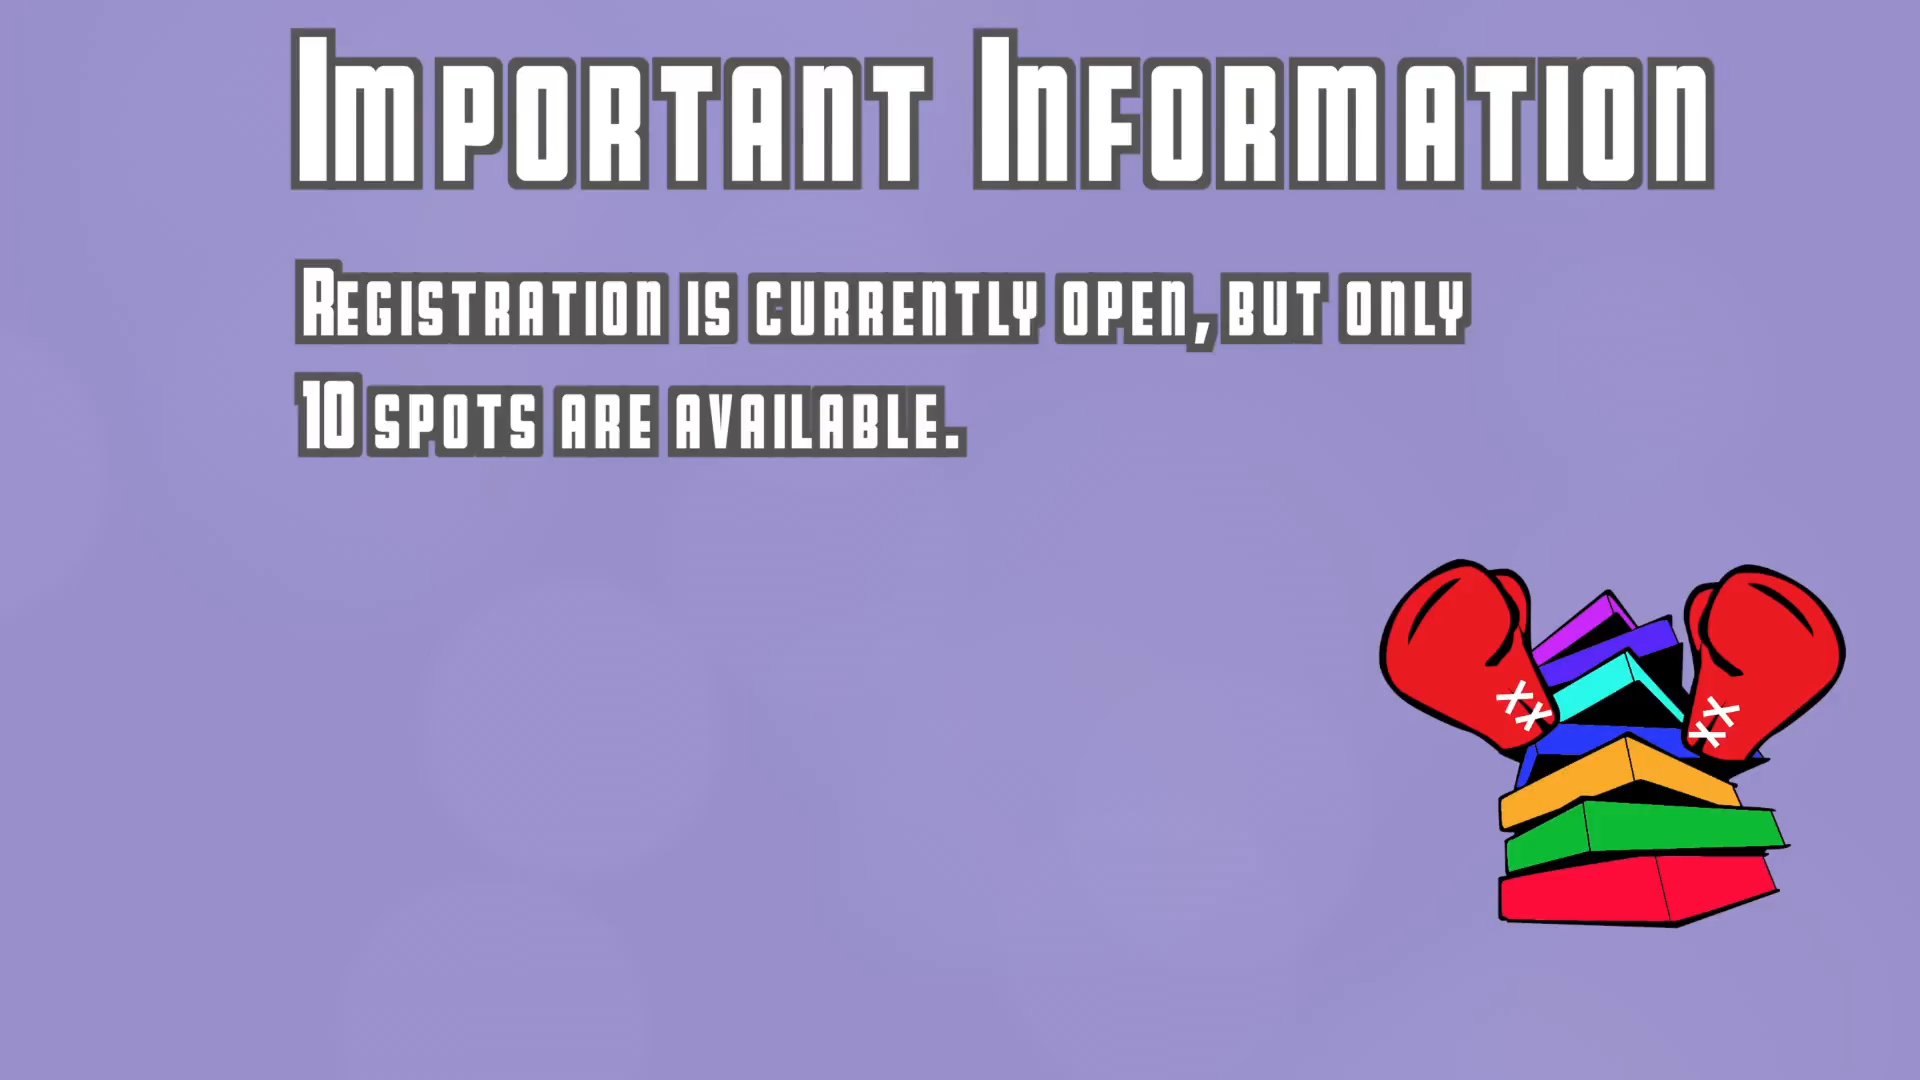 Important Information
Registration is currently open, but only
10 spots are available.